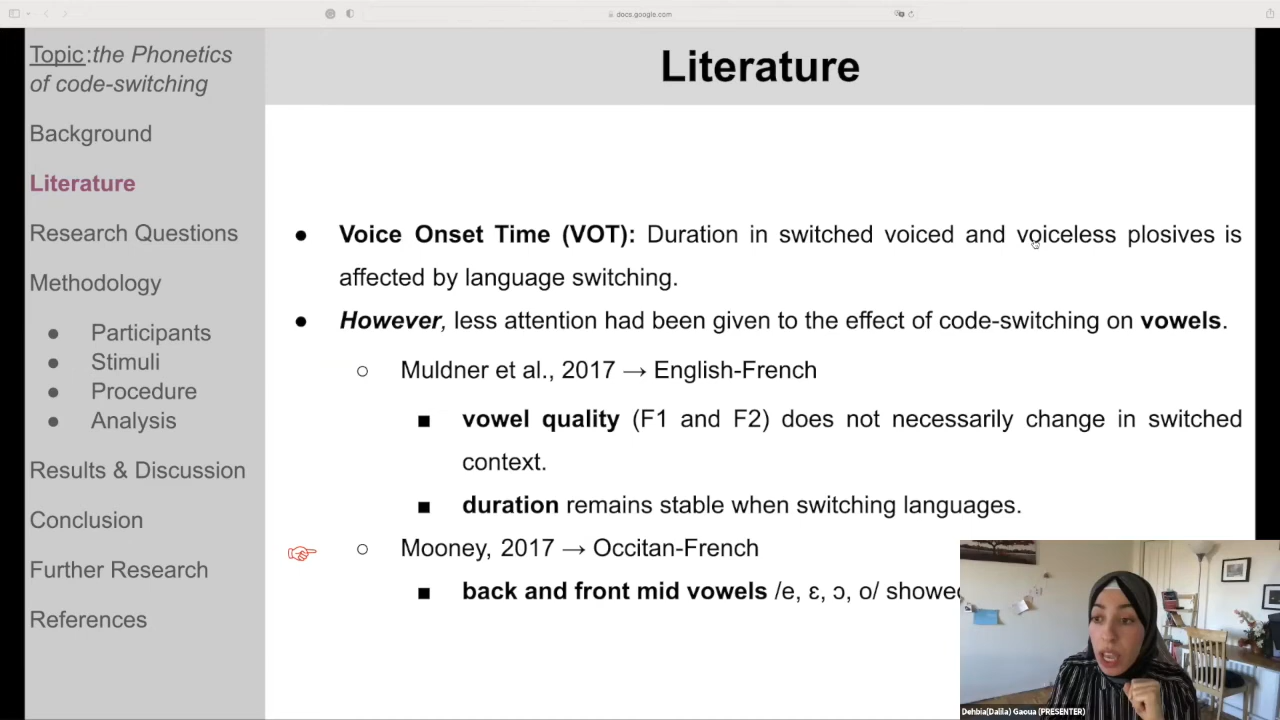 docs.google.com
Topic:the Phonetics
of code-switching
Background
Literature
Research Questions
Methodology
● Participants
● Stimuli
● Procedure
● Analysis
Results & Discussion
Conclusion
Further Research
References
Literature
● Voice Onset Time (VOT): Duration in switched voiced and voiceless plosives is
affected by language switching.
● However, less attention had been given to the effect of code-switching on vowels.
○ Muldner et al., 2017 → English-French
■ vowel quality (F1 and F2) does not necessarily change in switched
context.
■ duration remains stable when switching languages.
○ Mooney, 2017 → Occitan-French
■ back and front mid vowels /e, ɛ, ɔ, o/ showed
Dehbia(Dalila) Gaoua (PRESENTER)